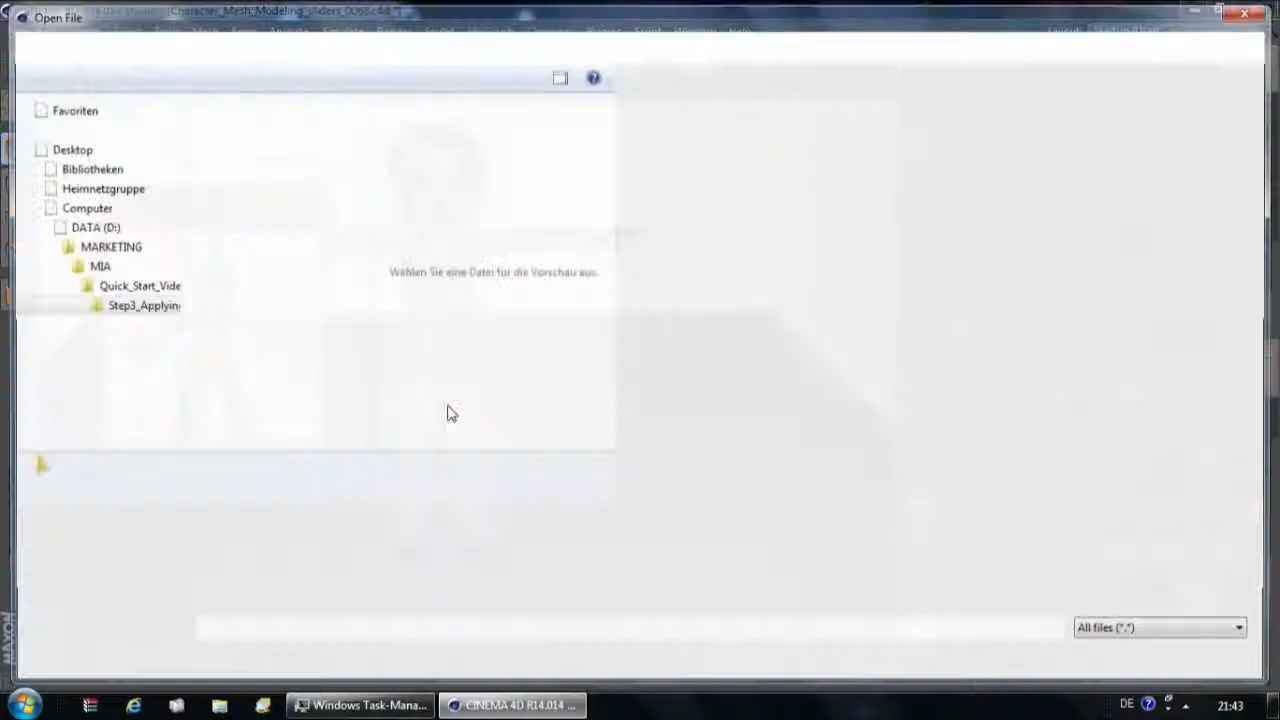 Open File
Favoriten
Desktop
Bibliotheken
Heimnetzgruppe
Computer
DATA (D:)
MARKETING
MIA
Quick_Start_Vide
Step3_Applyin
Wählen Sie eine Datei für die Vorschau aus.
All files (*.*)
MAXON
Windows Task-Mana...
CINEMA 4D R14.014 ...
DE
21:43